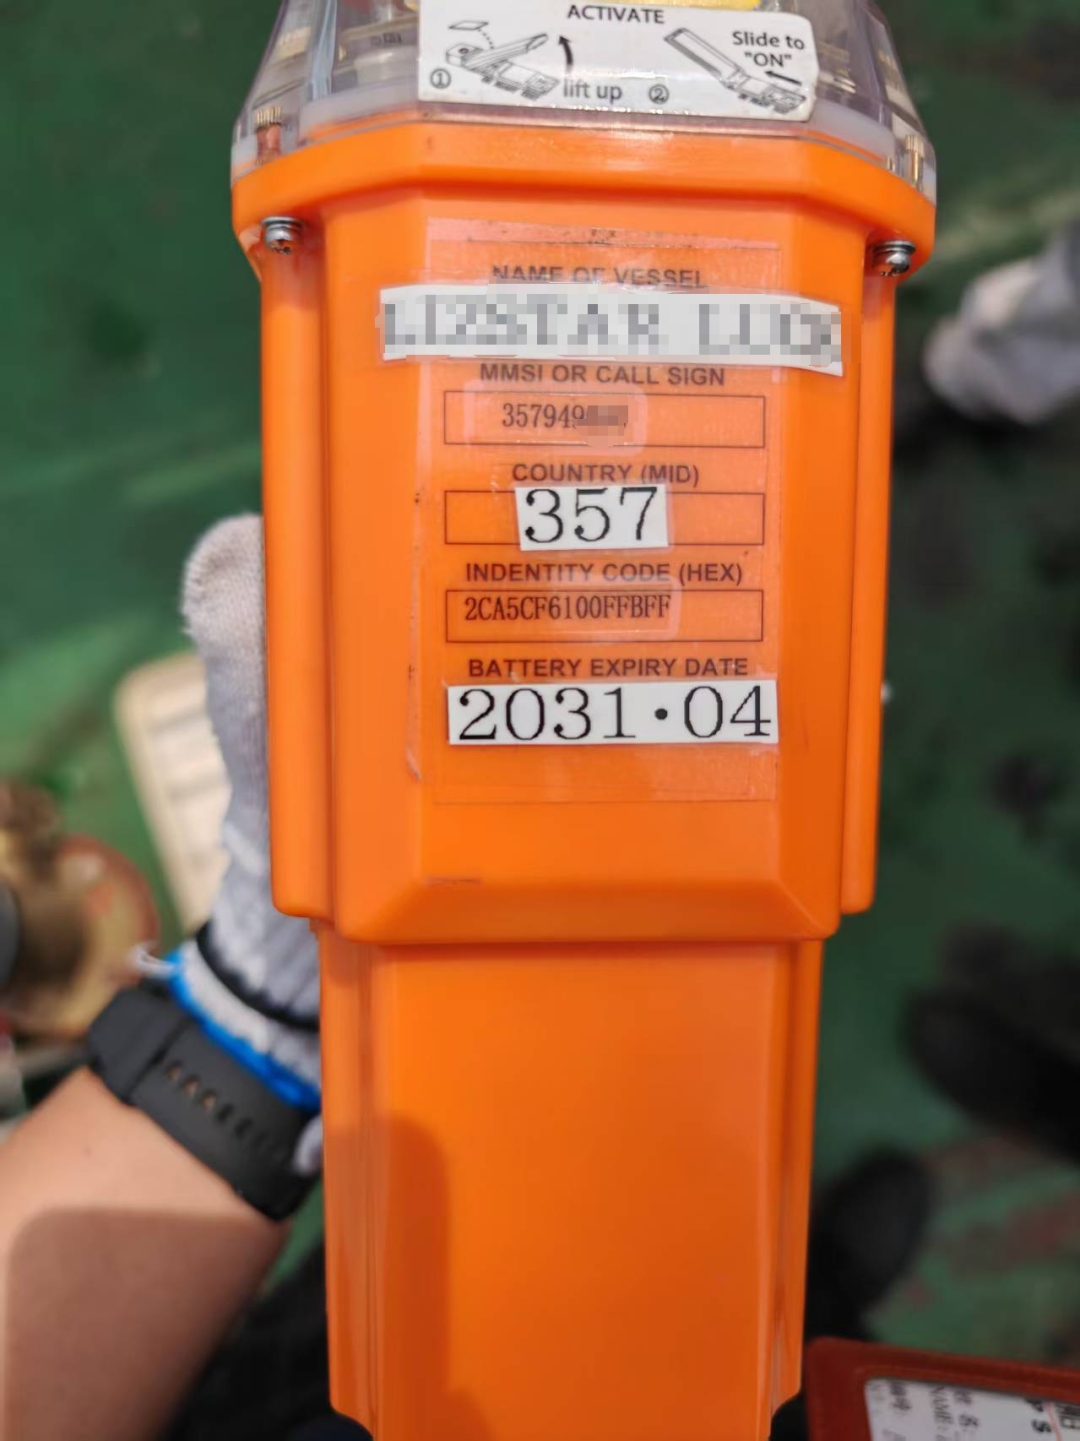 ACTIVATE
Slide to
"ON"
① lift up ②
NAME OF VESSEL
MMSI OR CALL SIGN
35794
COUNTRY (MID)
357
INDENTITY CODE (HEX)
2CA5CF6100FFBFF
BATTERY EXPIRY DATE
2031·04